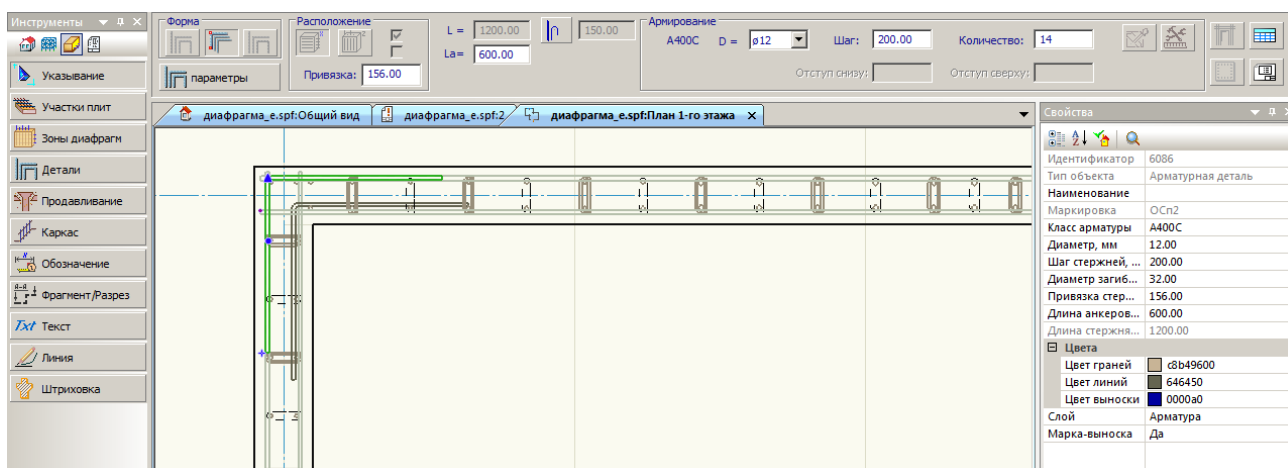 Инструменты
Указывание
Участки плит
Зоны диафрагм
Детали
Продавливание
Каркас
Обозначение
Фрагмент/Разрез
Txt Текст
Линия
Штриховка
Форма
параметры
Расположение
Привязка: 156.00
L = 1200.00
150.00
La= 600.00
Армирование
A400C D = ø12 Шаг: 200.00 Количество: 14
Отступ снизу: Отступ сверху:
диафрагма_e.spf:Общий вид диафрагма_e.spf:2 диафрагма_e.spf:План 1-го этажа x
Свойства
Идентификатор 6086
Тип объекта Арматурная деталь
Наименование
Маркировка ОСп2
Класс арматуры A400C
Диаметр, мм 12.00
Шаг стержней, ... 200.00
Диаметр загиб... 32.00
Привязка стер... 156.00
Длина анкеров... 600.00
Длина стержня... 1200.00
Цвета
Цвет граней c8b49600
Цвет линий 646450
Цвет выноски 0000a0
Слой Арматура
Марка-выноска Да